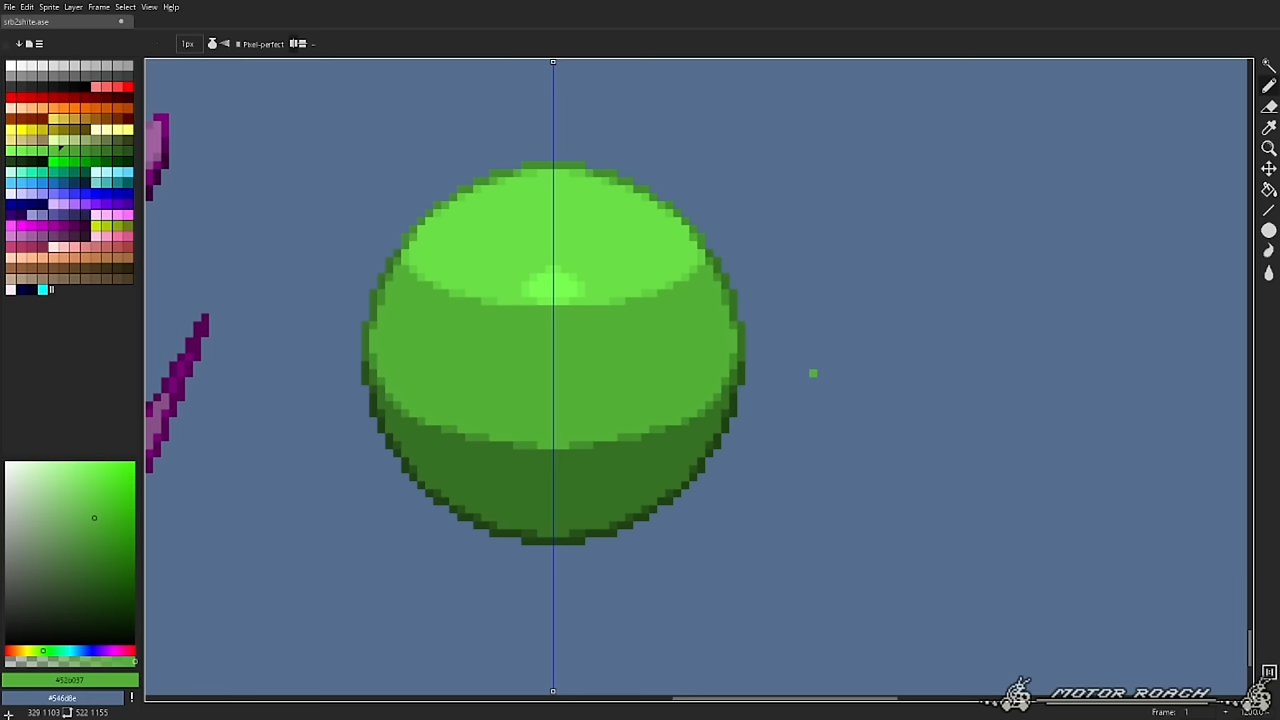 File Edit Sprite Layer Frame Select View Help
srb2shite.ase
1px Pixel-perfect
#52b037
#546d8e
329 1103 522 1155
MOTOR ROACH
Frame: 1